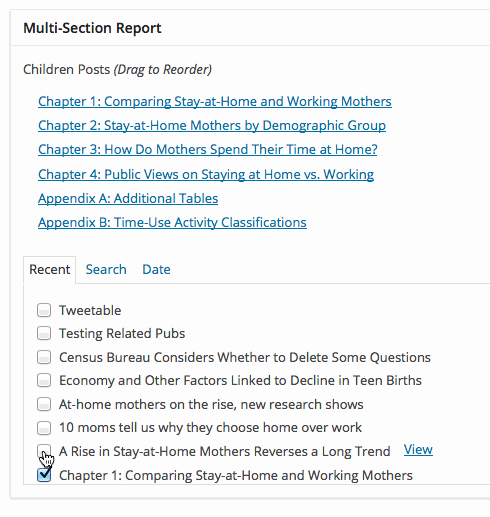 Multi-Section Report
Children Posts (Drag to Reorder)
Chapter 1: Comparing Stay-at-Home and Working Mothers
Chapter 2: Stay-at-Home Mothers by Demographic Group
Chapter 3: How Do Mothers Spend Their Time at Home?
Chapter 4: Public Views on Staying at Home vs. Working
Appendix A: Additional Tables
Appendix B: Time-Use Activity Classifications
Recent Search Date
Tweetable
Testing Related Pubs
Census Bureau Considers Whether to Delete Some Questions
Economy and Other Factors Linked to Decline in Teen Births
At-home mothers on the rise, new research shows
10 moms tell us why they choose home over work
A Rise in Stay-at-Home Mothers Reverses a Long Trend View
Chapter 1: Comparing Stay-at-Home and Working Mothers